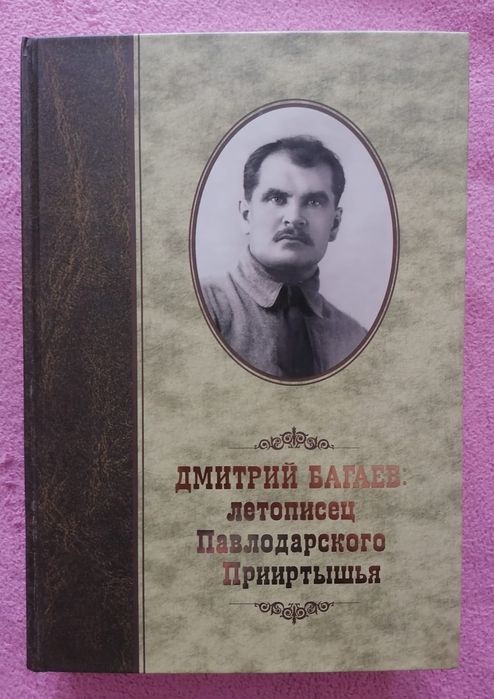 ДМИТРИЙ БАГАЕВ:
летописец
Павлодарского
Прииртышья